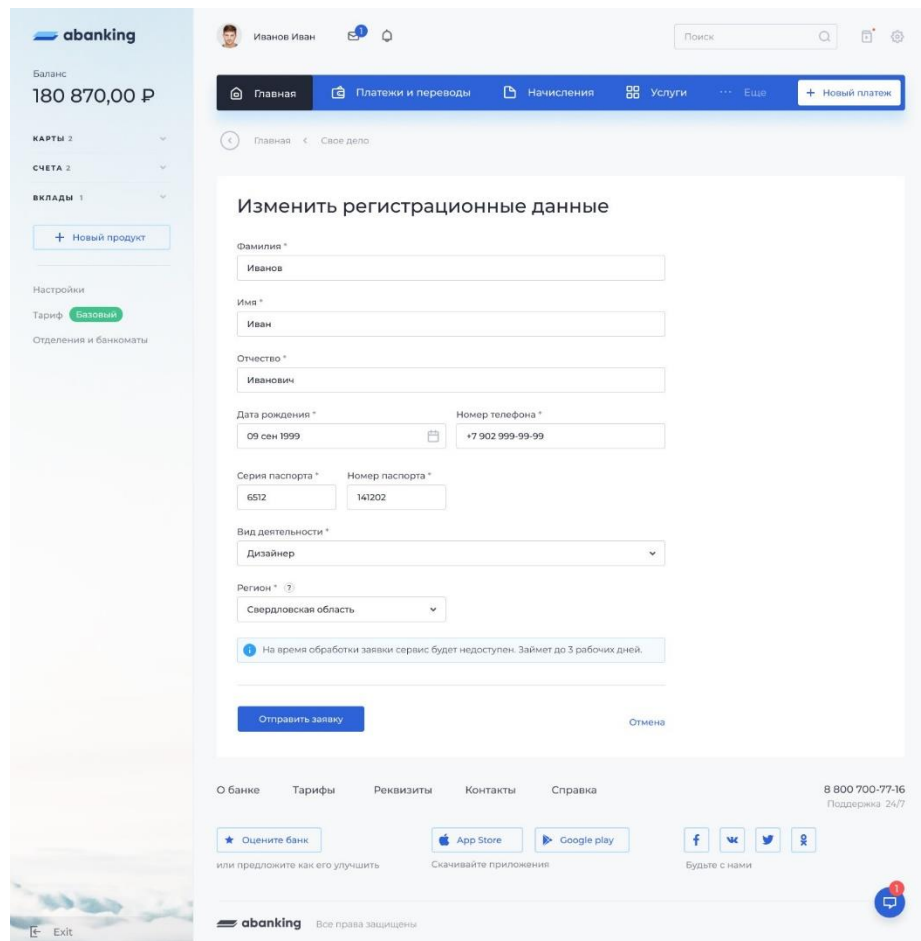 abanking
Баланс
180 870,00 ₽
КАРТЫ 2
СЧЕТА 2
ВКЛАДЫ 1
+ Новый продукт
Настройки
Тариф Базовый
Отделения и банкоматы
Exit
Иванов Иван 1 Поиск
Главная Платежи и переводы Начисления Услуги ··· Еще + Новый платеж
Главная < Свое дело
Изменить регистрационные данные
Фамилия *
Иванов
Имя *
Иван
Отчество *
Иванович
Дата рождения * Номер телефона *
09 сен 1999 +7 902 999-99-99
Серия паспорта * Номер паспорта *
6512 141202
Вид деятельности *
Дизайнер
Регион * ?
Свердловская область
На время обработки заявки сервис будет недоступен. Займет до 3 рабочих дней.
Отправить заявку Отмена
О банке Тарифы Реквизиты Контакты Справка 8 800 700-77-16
Поддержка 24/7
Оцените банк App Store Google play
или предложите как его улучшить Скачивайте приложения Будьте с нами
1
abanking Все права защищены